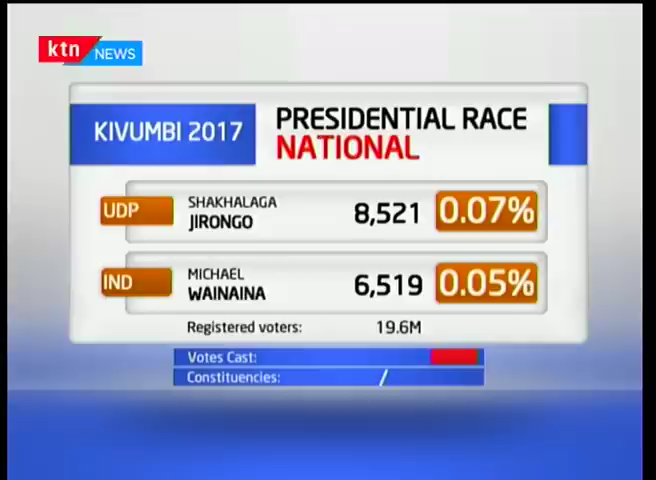 ktn NEWS
KIVUMBI 2017
PRESIDENTIAL RACE
NATIONAL
UDP SHAKHALAGA JIRONGO 8,521 0.07%
IND MICHAEL WAINAINA 6,519 0.05%
Registered voters: 19.6M
Votes Cast:
Constituencies: /